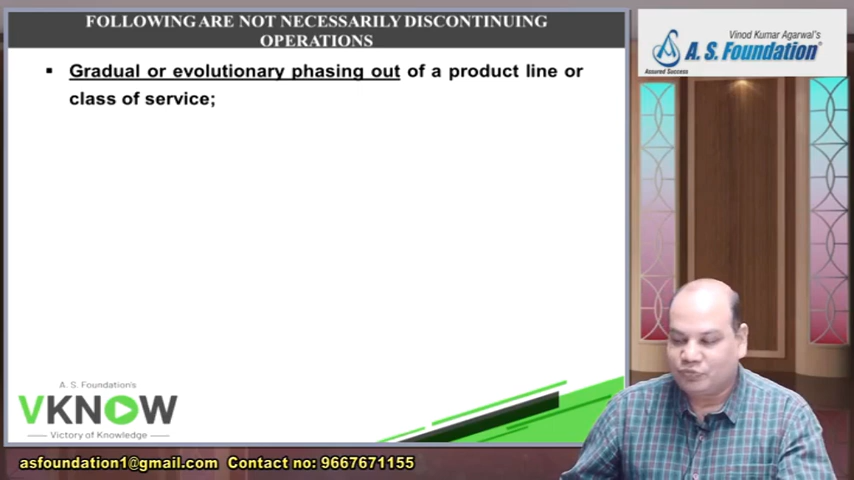 FOLLOWING ARE NOT NECESSARILY DISCONTINUING
OPERATIONS
▪ Gradual or evolutionary phasing out of a product line or
class of service;
Vinod Kumar Agarwal's
A. S. Foundation®
Assured Success
A. S. Foundation's
VKNOW
Victory of Knowledge
asfoundation1@gmail.com Contact no: 9667671155